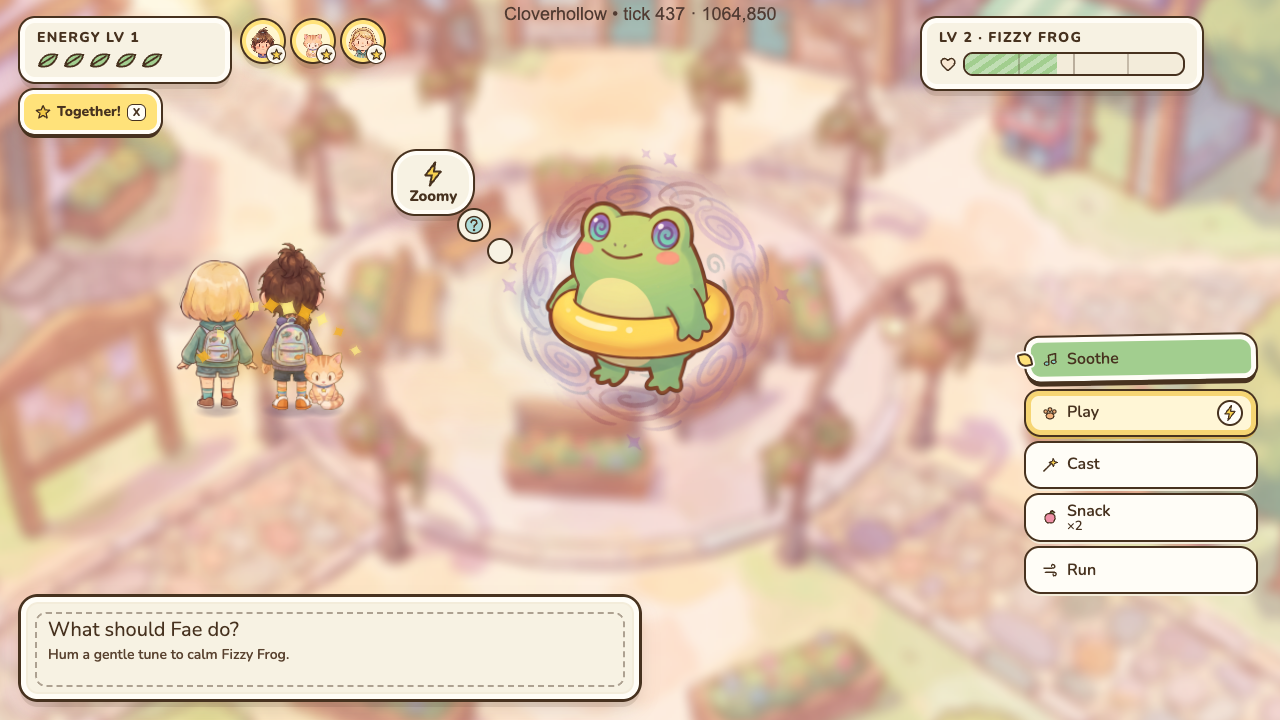 Cloverhollow • tick 437 · 1064,850
ENERGY LV 1
LV 2 · FIZZY FROG
Together! X
Zoomy
?
Soothe
Play
Cast
Snack
×2
Run
What should Fae do?
Hum a gentle tune to calm Fizzy Frog.